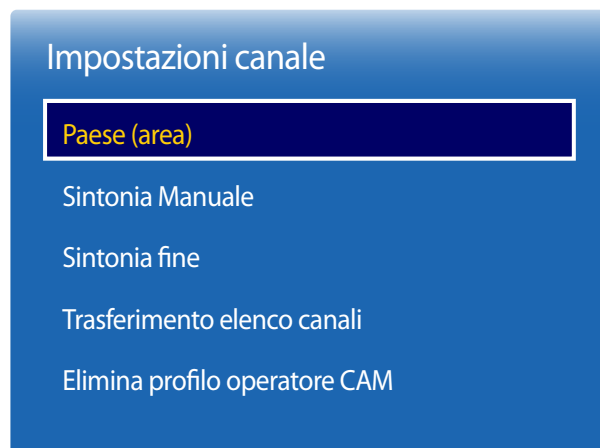 Impostazioni canale
Paese (area)
Sintonia Manuale
Sintonia fine
Trasferimento elenco canali
Elimina profilo operatore CAM